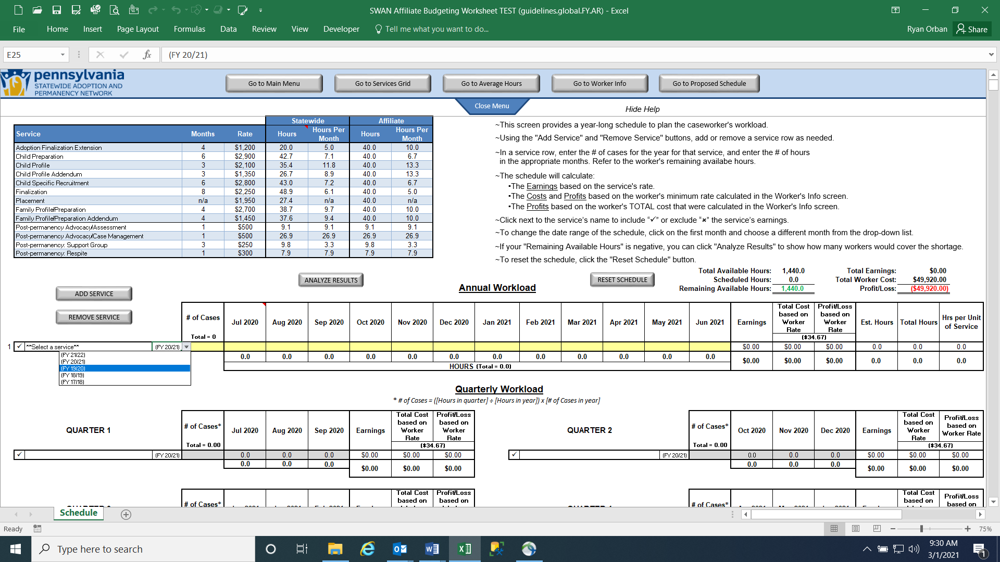 SWAN Affiliate Budgeting Worksheet TEST (guidelines.global.FY.AR) - Excel
File Home Insert Page Layout Formulas Data Review View Developer Tell me what you want to do... Ryan Orban Share
E25 fx (FY 20/21)
pennsylvania
STATEWIDE ADOPTION AND
PERMANENCY NETWORK
Go to Main Menu Go to Services Grid Go to Average Hours Go to Worker Info Go to Proposed Schedule
Close Menu
Hide Help
Statewide Affiliate
Service Months Rate Hours Hours Per Month Hours Hours Per Month
Adoption Finalization Extension 4 $1,200 20.0 5.0 40.0 10.0
Child Preparation 6 $2,900 42.7 7.1 40.0 6.7
Child Profile 3 $2,100 35.4 11.8 40.0 13.3
Child Profile Addendum 3 $1,350 26.7 8.9 40.0 13.3
Child Specific Recruitment 6 $2,800 43.0 7.2 40.0 6.7
Finalization 8 $2,250 48.9 6.1 40.0 5.0
Placement n/a $1,950 27.4 n/a 40.0 n/a
Family Profile/Preparation 4 $2,700 38.7 9.7 40.0 10.0
Family Profile/Preparation Addendum 4 $1,450 37.6 9.4 40.0 10.0
Post-permanency Advocacy/Assessment 1 $500 9.1 9.1 9.1 9.1
Post-permanency Advocacy/Case Management 1 $500 26.9 26.9 26.9 26.9
Post-permanency: Support Group 3 $250 9.8 3.3 9.8 3.3
Post-permanency: Respite 1 $300 7.9 7.9 7.9 7.9
~This screen provides a year-long schedule to plan the caseworker's workload.
~Using the "Add Service" and "Remove Service" buttons, add or remove a service row as needed.
~In a service row, enter the # of cases for the year for that service, and enter the # of hours
in the appropriate months. Refer to the worker's remaining availabe hours.
~The schedule will calculate:
▪The Earnings based on the service's rate.
▪The Costs and Profits based on the worker's minimum rate calculated in the Worker's Info screen.
▪The Profits based on the worker's TOTAL cost that were calculated in the Worker's Info screen.
~Click next to the service's name to include "✓" or exclude "×" the service's earnings.
~To change the date range of the schedule, click on the first month and choose a different month from the drop-down list.
~If your "Remaining Available Hours" is negative, you can click "Analyze Results" to show how many workers would cover the shortage.
~To reset the schedule, click the "Reset Schedule" button.
Total Available Hours: 1,440.0 Total Earnings: $0.00
Scheduled Hours: 0.0 Total Worker Cost: $49,920.00
Remaining Available Hours: 1,440.0 Profit/Loss: ($49,920.00)
ANALYZE RESULTS RESET SCHEDULE
Annual Workload
ADD SERVICE
REMOVE SERVICE
# of Cases Jul 2020 Aug 2020 Sep 2020 Oct 2020 Nov 2020 Dec 2020 Jan 2021 Feb 2021 Mar 2021 Apr 2021 May 2021 Jun 2021 Earnings Total Cost based on Worker Rate Profit/Loss based on Worker Rate Est. Hours Total Hours Hrs per Unit of Service
Total = 0 ($34.67)
1 ✓ **Select a service** (FY 20/21) $0.00 $0.00 $0.00 0.0 0.0 0.0
0.0 0.0 0.0 0.0 0.0 0.0 0.0 0.0 0.0 0.0 0.0 0.0 $0.00 $0.00 $0.00 0.0 0.0 0.0
HOURS (Total = 0.0)
(FY 21/22)
(FY 20/21)
(FY 19/20)
(FY 18/19)
(FY 17/18)
Quarterly Workload
* # of Cases = ([Hours in quarter] ÷ [Hours in year]) x [# of Cases in year]
QUARTER 1 # of Cases* Jul 2020 Aug 2020 Sep 2020 Earnings Total Cost based on Worker Rate Profit/Loss based on Worker Rate
Total = 0.00 ($34.67)
✓ (FY 20/21) 0.0 0.0 0.0 $0.00 $0.00 $0.00
0.0 0.0 0.0 $0.00 $0.00 $0.00
QUARTER 2 # of Cases* Oct 2020 Nov 2020 Dec 2020 Earnings Total Cost based on Worker Rate Profit/Loss based on Worker Rate
Total = 0.00 ($34.67)
✓ (FY 20/21) 0.0 0.0 0.0 $0.00 $0.00 $0.00
0.0 0.0 0.0 $0.00 $0.00 $0.00
# of Cases* Total Cost based on Profit/Loss based on
# of Cases* Total Cost based on Profit/Loss based on
Schedule
Ready 75%
Type here to search
9:30 AM
3/1/2021
1